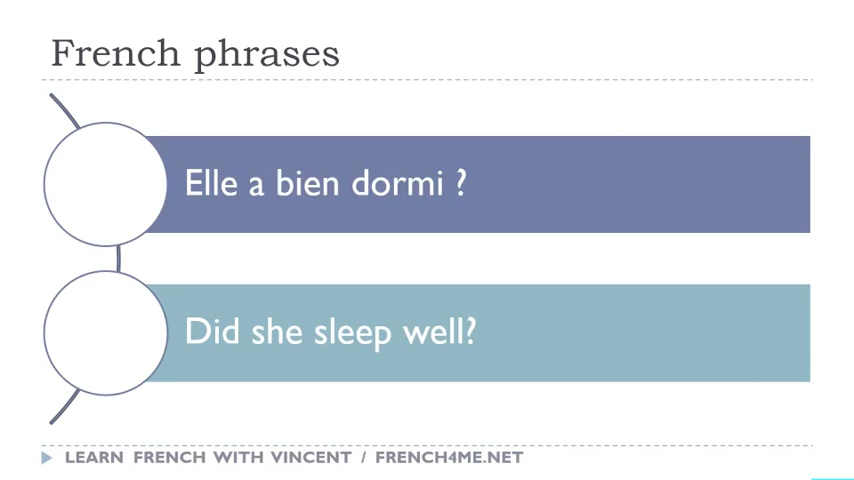 French phrases
Elle a bien dormi ?
Did she sleep well?
LEARN FRENCH WITH VINCENT / FRENCH4ME.NET